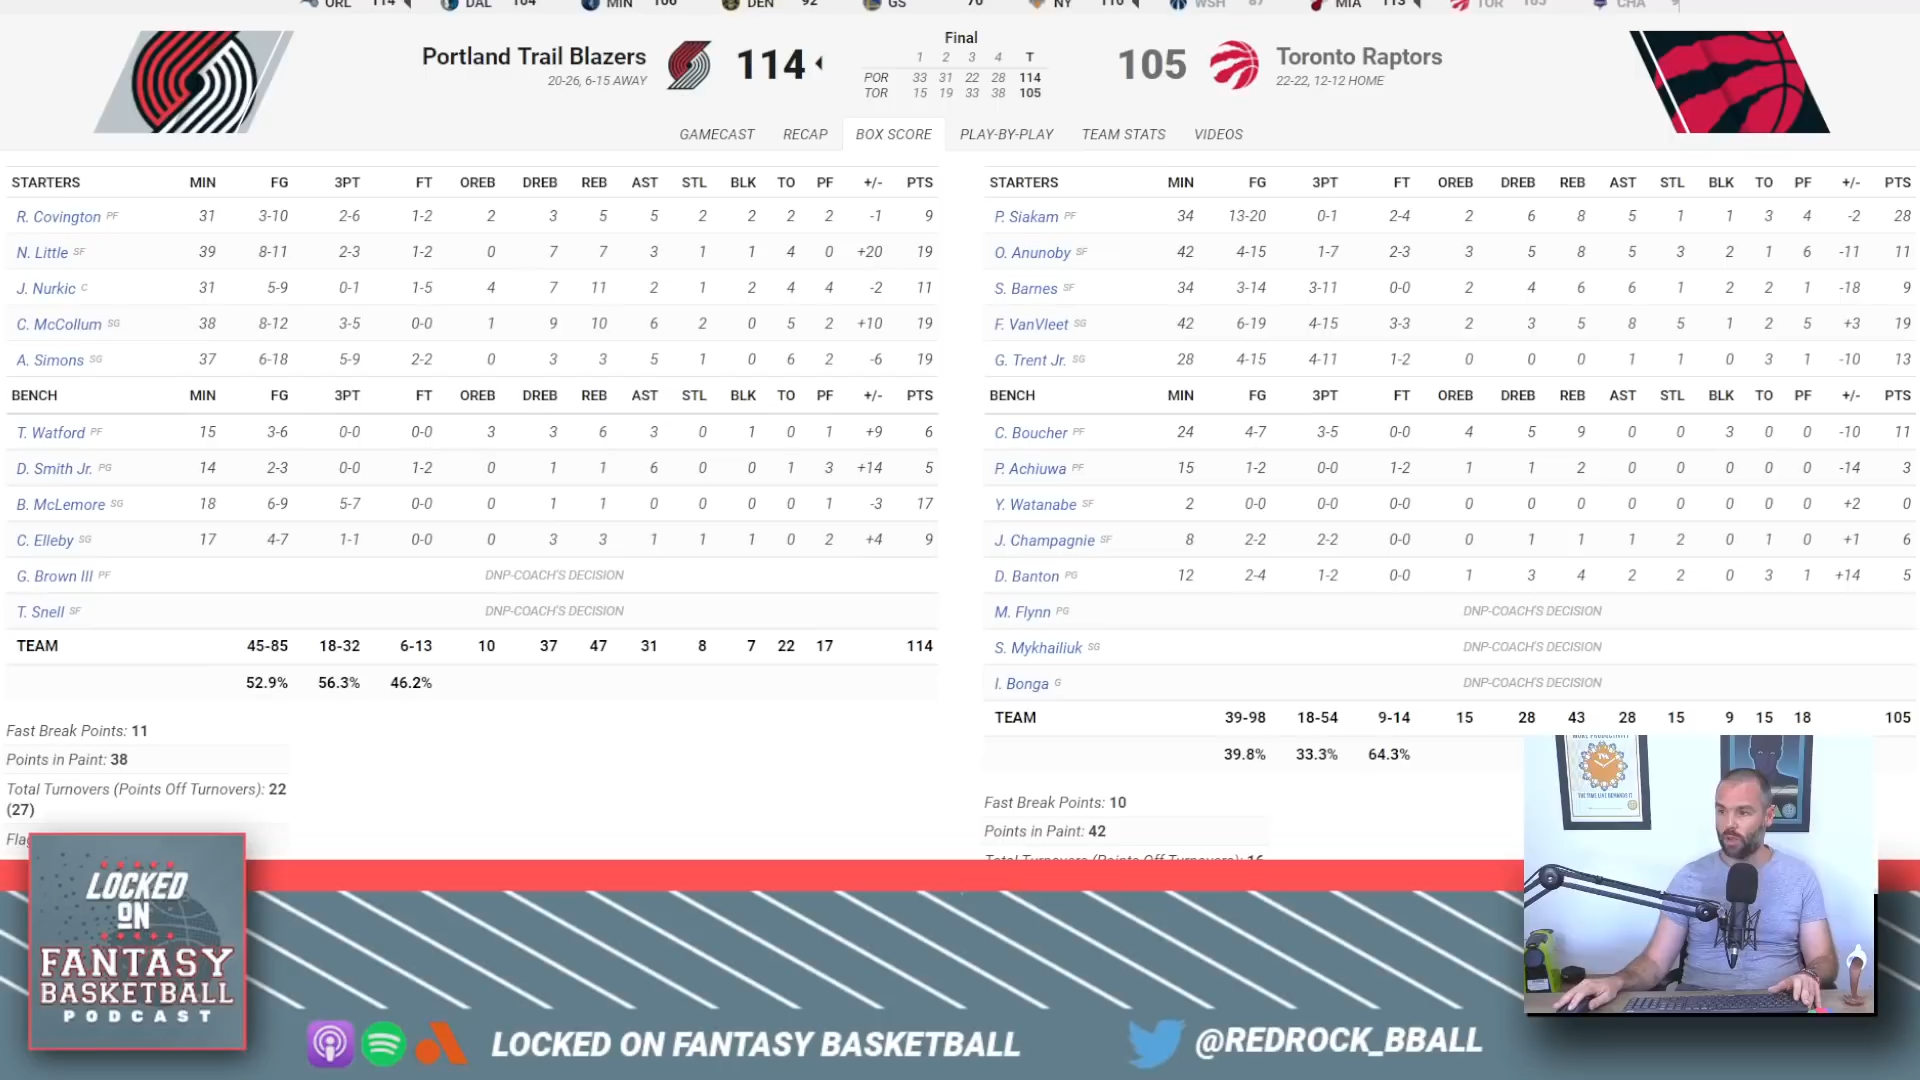 ORL 114 DAL 104 MIN 106 DEN 92 GS 70 NY 110 WSH 87 MIA 113 TOR 105 CHA
Final
Portland Trail Blazers 114 105 Toronto Raptors
20-26, 6-15 AWAY 22-22, 12-12 HOME
1 2 3 4 T
POR 33 31 22 28 114
TOR 15 19 33 38 105
GAMECAST RECAP BOX SCORE PLAY-BY-PLAY TEAM STATS VIDEOS
STARTERS MIN FG 3PT FT OREB DREB REB AST STL BLK TO PF +/- PTS
R. Covington PF 31 3-10 2-6 1-2 2 3 5 5 2 2 2 2 -1 9
N. Little SF 39 8-11 2-3 1-2 0 7 7 3 1 1 4 0 +20 19
J. Nurkic C 31 5-9 0-1 1-5 4 7 11 2 1 2 4 4 -2 11
C. McCollum SG 38 8-12 3-5 0-0 1 9 10 6 2 0 5 2 +10 19
A. Simons SG 37 6-18 5-9 2-2 0 3 3 5 1 0 6 2 -6 19
BENCH MIN FG 3PT FT OREB DREB REB AST STL BLK TO PF +/- PTS
T. Watford PF 15 3-6 0-0 0-0 3 3 6 3 0 1 0 1 +9 6
D. Smith Jr. PG 14 2-3 0-0 1-2 0 1 1 6 0 0 1 3 +14 5
B. McLemore SG 18 6-9 5-7 0-0 0 1 1 0 0 0 0 1 -3 17
C. Elleby SG 17 4-7 1-1 0-0 0 3 3 1 1 1 0 2 +4 9
G. Brown III PF DNP-COACH'S DECISION
T. Snell SF DNP-COACH'S DECISION
TEAM 45-85 18-32 6-13 10 37 47 31 8 7 22 17 114
52.9% 56.3% 46.2%
Fast Break Points: 11
Points in Paint: 38
Total Turnovers (Points Off Turnovers): 22
(27)
STARTERS MIN FG 3PT FT OREB DREB REB AST STL BLK TO PF +/- PTS
P. Siakam PF 34 13-20 0-1 2-4 2 6 8 5 1 1 3 4 -2 28
O. Anunoby SF 42 4-15 1-7 2-3 3 5 8 5 3 2 1 6 -11 11
S. Barnes SF 34 3-14 3-11 0-0 2 4 6 6 1 2 2 1 -18 9
F. VanVleet SG 42 6-19 4-15 3-3 2 3 5 8 5 1 2 5 +3 19
G. Trent Jr. SG 28 4-15 4-11 1-2 0 0 0 1 1 0 3 1 -10 13
BENCH MIN FG 3PT FT OREB DREB REB AST STL BLK TO PF +/- PTS
C. Boucher PF 24 4-7 3-5 0-0 4 5 9 0 0 3 0 0 -10 11
P. Achiuwa PF 15 1-2 0-0 1-2 1 1 2 0 0 0 0 0 -14 3
Y. Watanabe SF 2 0-0 0-0 0-0 0 0 0 0 0 0 0 0 +2 0
J. Champagnie SF 8 2-2 2-2 0-0 0 1 1 1 2 0 1 0 +1 6
D. Banton PG 12 2-4 1-2 0-0 1 3 4 2 2 0 3 1 +14 5
M. Flynn PG DNP-COACH'S DECISION
S. Mykhailiuk SG DNP-COACH'S DECISION
I. Bonga G DNP-COACH'S DECISION
TEAM 39-98 18-54 9-14 15 28 43 28 15 9 15 18 105
39.8% 33.3% 64.3%
Fast Break Points: 10
Points in Paint: 42
Total Turnovers (Points Off Turnovers): 16
LOCKED
ON
FANTASY
BASKETBALL
PODCAST
LOCKED ON FANTASY BASKETBALL
@REDROCK_BBALL